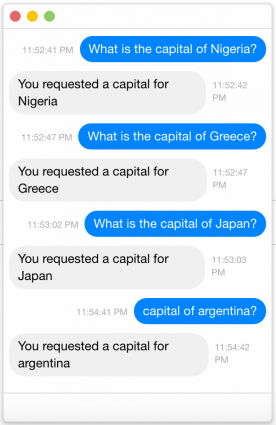 11:52:41 PM What is the capital of Nigeria?
You requested a capital for
Nigeria
11:52:42
PM
11:52:47 PM What is the capital of Greece?
You requested a capital for
Greece
11:52:47
PM
11:53:02 PM What is the capital of Japan?
You requested a capital for
Japan
11:53:03
PM
11:54:41 PM capital of argentina?
You requested a capital for
argentina
11:54:42
PM